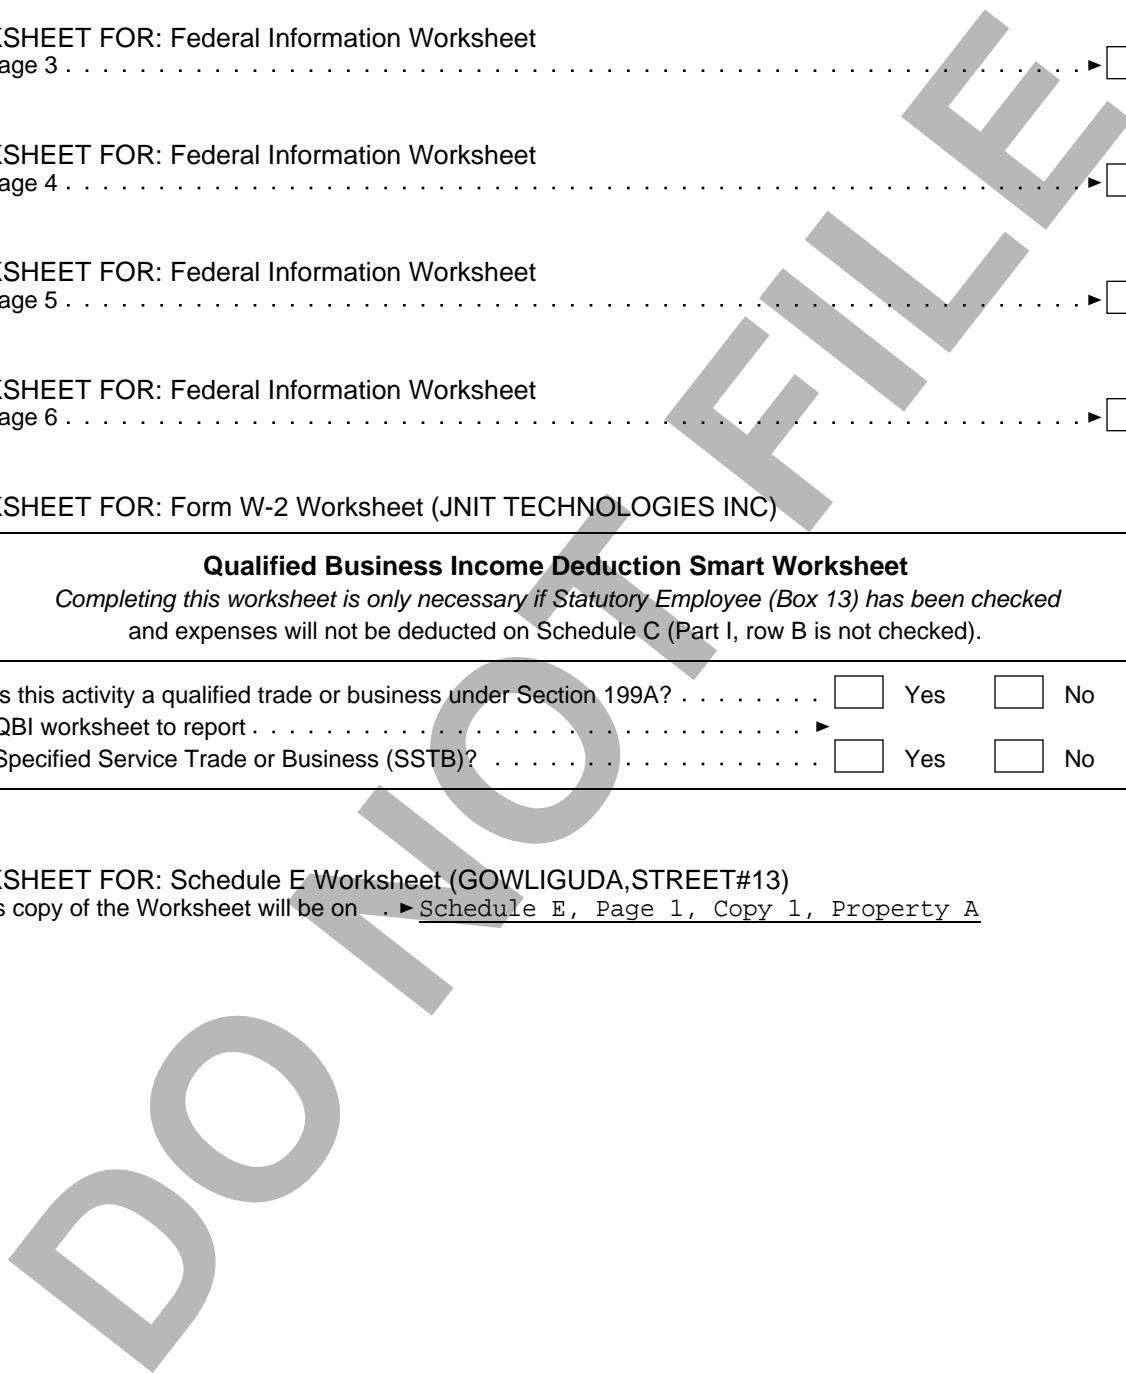 KSHEET FOR: Federal Information Worksheet
age 3 . . . . . . . . . . . . . . . . . . . . . . . . . . . . . . . . . . . . . . . . . . . . . . . . . . . . . . . ►
KSHEET FOR: Federal Information Worksheet
age 4 . . . . . . . . . . . . . . . . . . . . . . . . . . . . . . . . . . . . . . . . . . . . . . . . . . . . . . . ►
KSHEET FOR: Federal Information Worksheet
age 5 . . . . . . . . . . . . . . . . . . . . . . . . . . . . . . . . . . . . . . . . . . . . . . . . . . . . . . . ►
KSHEET FOR: Federal Information Worksheet
age 6 . . . . . . . . . . . . . . . . . . . . . . . . . . . . . . . . . . . . . . . . . . . . . . . . . . . . . . . ►
KSHEET FOR: Form W-2 Worksheet (JNIT TECHNOLOGIES INC)
Qualified Business Income Deduction Smart Worksheet
Completing this worksheet is only necessary if Statutory Employee (Box 13) has been checked
and expenses will not be deducted on Schedule C (Part I, row B is not checked).
s this activity a qualified trade or business under Section 199A? . . . . . . . . Yes No
QBI worksheet to report . . . . . . . . . . . . . . . . . . . . . . . . . . . . . . ►
Specified Service Trade or Business (SSTB)? . . . . . . . . . . . . . . . . . . Yes No
KSHEET FOR: Schedule E Worksheet (GOWLIGUDA,STREET#13)
s copy of the Worksheet will be on . ► Schedule E, Page 1, Copy 1, Property A
DO NOT FILE